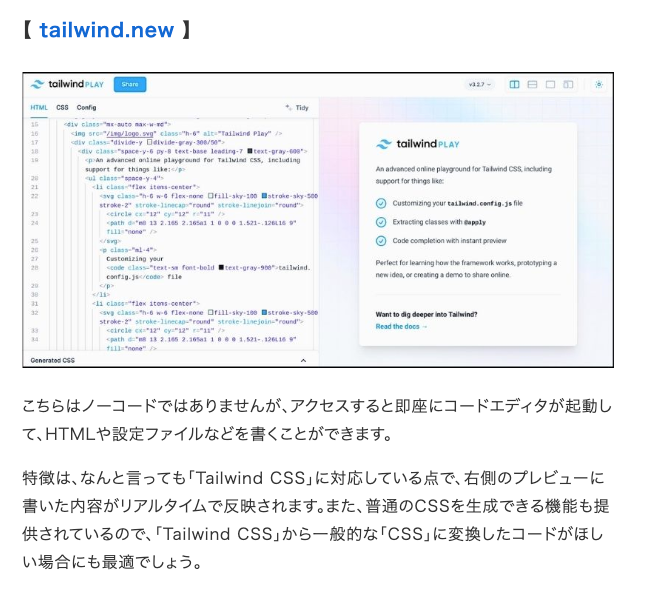 【 tailwind.new 】
tailwind PLAY Share v3.2.7
HTML CSS Config Tidy
15 <div class="mx-auto max-w-md">
16 <img src="/img/logo.svg" class="h-6" alt="Tailwind Play" />
17 <div class="divide-y divide-gray-300/50">
18 <div class="space-y-6 py-8 text-base leading-7 text-gray-600">
19 <p>An advanced online playground for Tailwind CSS, including
support for things like:</p>
20 <ul class="space-y-4">
21 <li class="flex items-center">
22 <svg class="h-6 w-6 flex-none fill-sky-100 stroke-sky-500
stroke-2" stroke-linecap="round" stroke-linejoin="round">
23 <circle cx="12" cy="12" r="11" />
24 <path d="m8 13 2.165 2.165a1 1 0 0 0 1.521-.126L16 9"
fill="none" />
25 </svg>
26 <p class="ml-4">
27 Customizing your
28 <code class="text-sm font-bold text-gray-900">tailwind.
config.js</code> file
29 </p>
30 </li>
31 <li class="flex items-center">
32 <svg class="h-6 w-6 flex-none fill-sky-100 stroke-sky-500
stroke-2" stroke-linecap="round" stroke-linejoin="round">
33 <circle cx="12" cy="12" r="11" />
34 <path d="m8 13 2.165 2.165a1 1 0 0 0 1.521-.126L16 9"
fill="none" />
Generated CSS
tailwind PLAY
An advanced online playground for Tailwind CSS, including
support for things like:
Customizing your tailwind.config.js file
Extracting classes with @apply
Code completion with instant preview
Perfect for learning how the framework works, prototyping a
new idea, or creating a demo to share online.
Want to dig deeper into Tailwind?
Read the docs →
こちらはノーコードではありませんが、アクセスすると即座にコードエディタが起動し
て、HTMLや設定ファイルなどを書くことができます。
特徴は、なんと言っても「Tailwind CSS」に対応している点で、右側のプレビューに
書いた内容がリアルタイムで反映されます。また、普通のCSSを生成できる機能も提
供されているので、「Tailwind CSS」から一般的な「CSS」に変換したコードがほし
い場合にも最適でしょう。